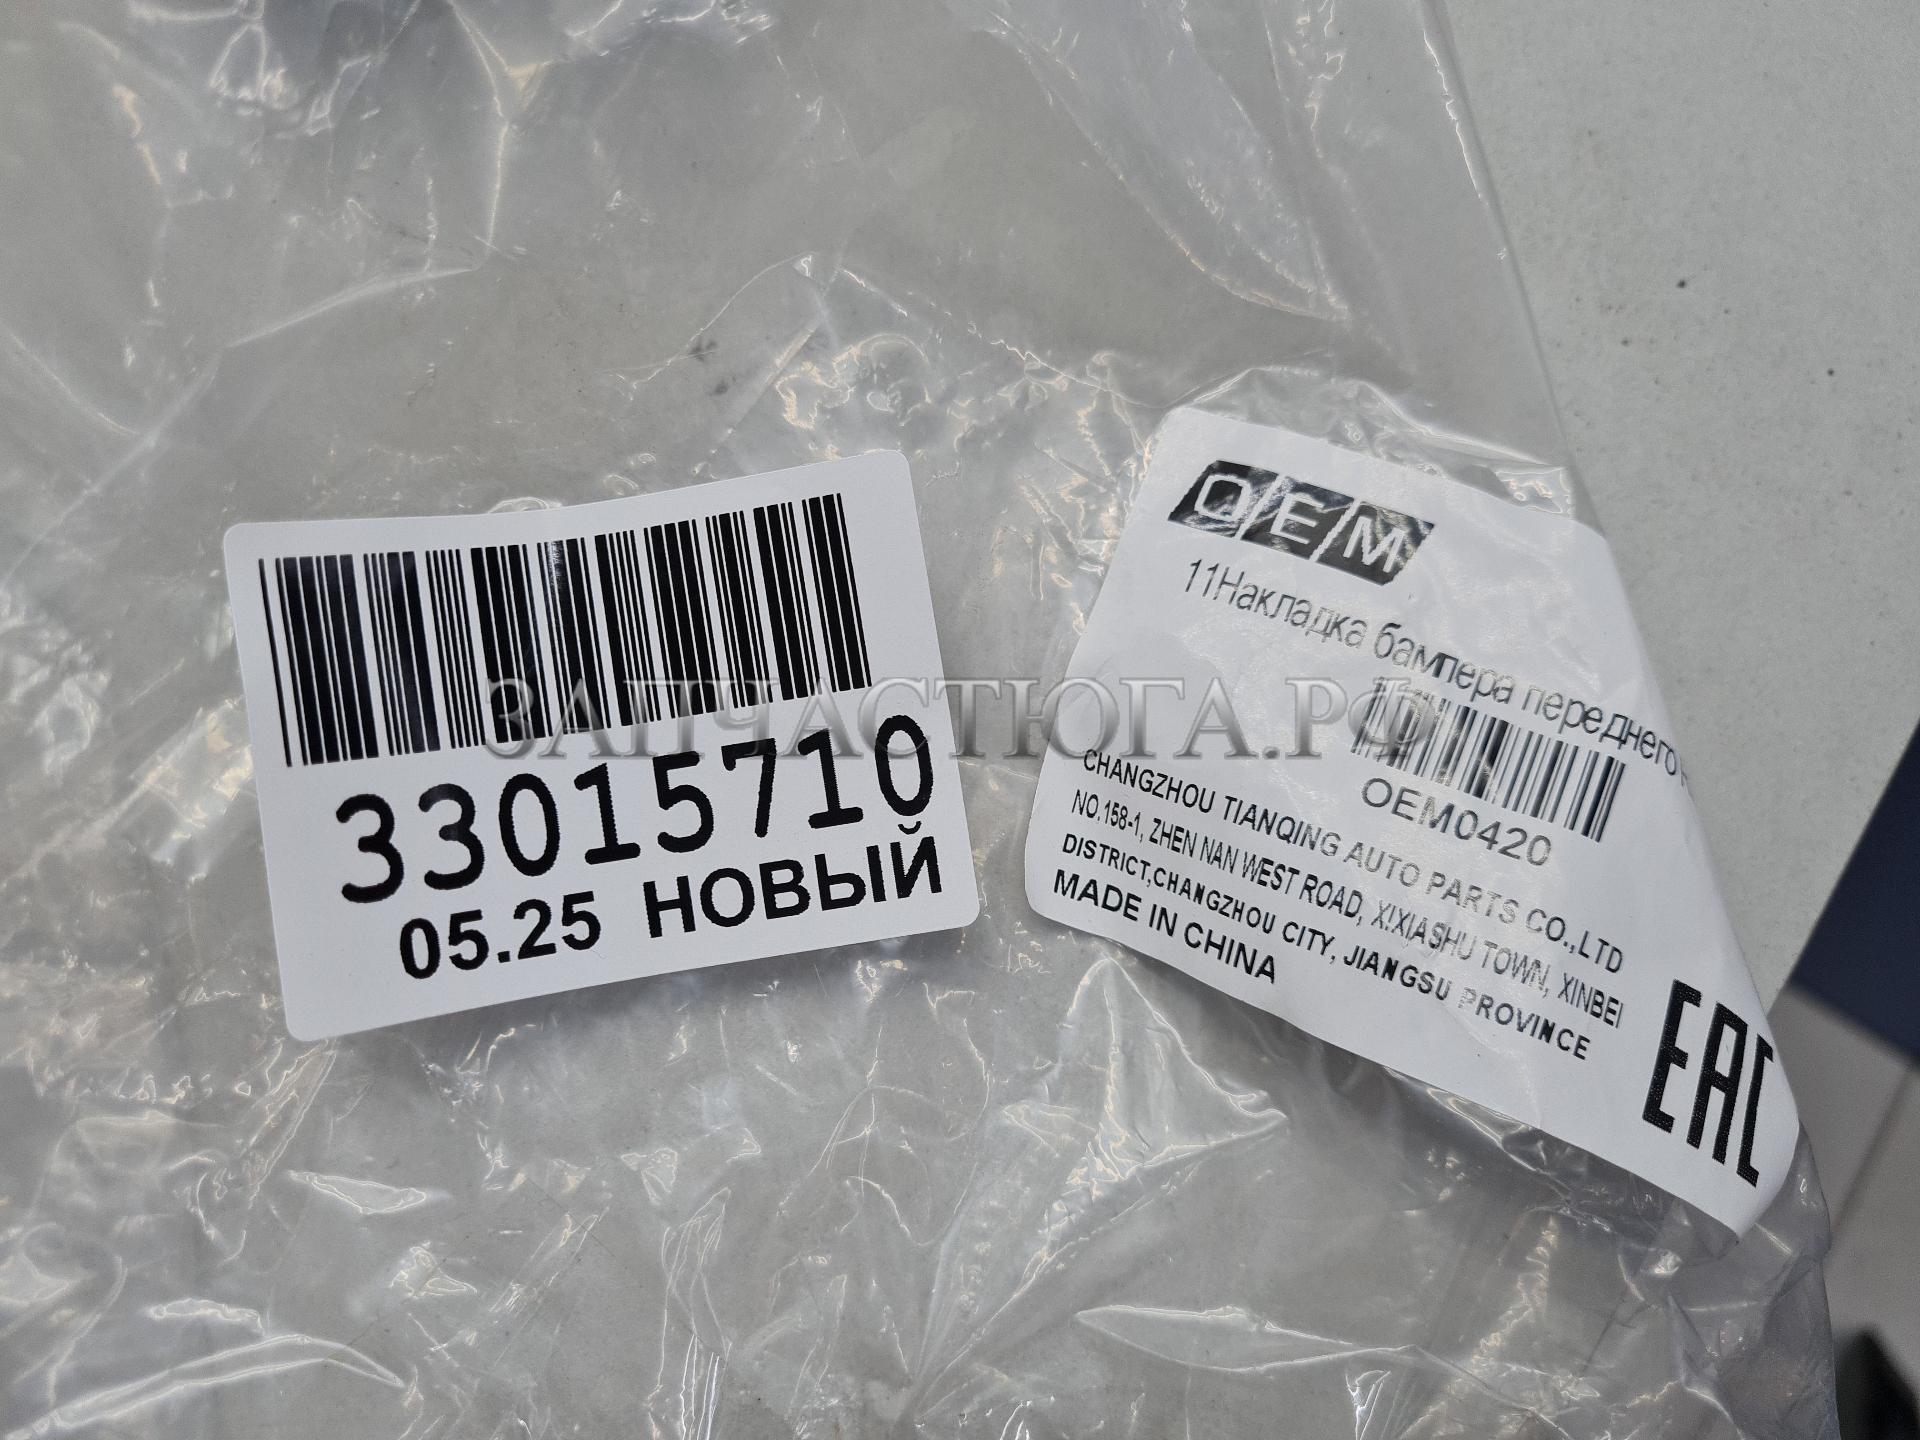 33015710
05.25 НОВЫЙ
OEM
11Накладка бампера переднего
OEM0420
CHANGZHOU TIANQING AUTO PARTS CO.,LTD
NO.158-1, ZHEN NAN WEST ROAD, XIXIASHU TOWN, XINBEI
DISTRICT,CHANGZHOU CITY, JIANGSU PROVINCE
MADE IN CHINA
EAC
ЗАПЧАСТЮГА.РФ